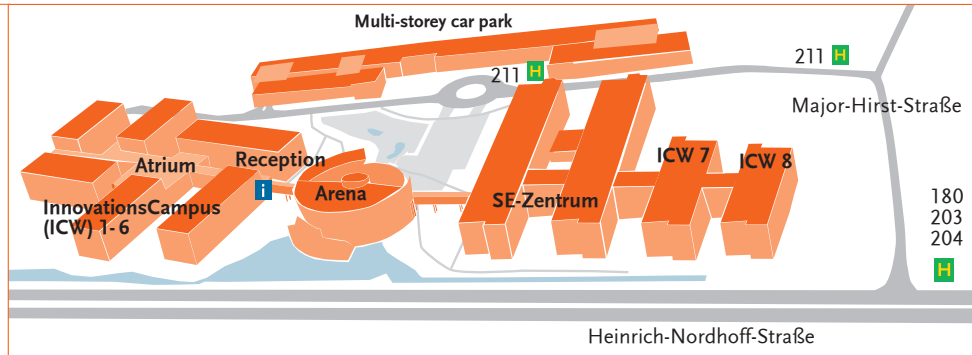 Multi-storey car park
211 H
211 H
Major-Hirst-Straße
Atrium
Reception
i
Arena
InnovationsCampus
(ICW) 1-6
SE-Zentrum
ICW 7
ICW 8
180
203
204
H
Heinrich-Nordhoff-Straße